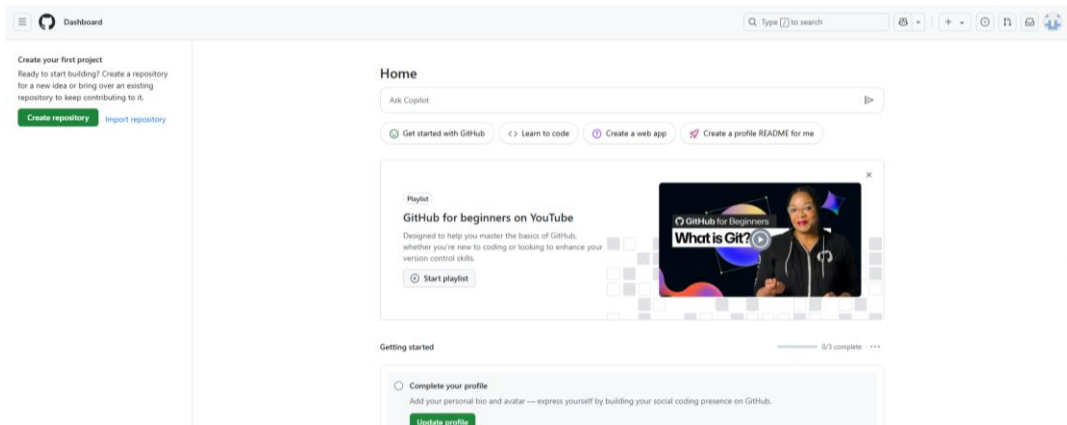 Dashboard
Type / to search
Create your first project
Ready to start building? Create a repository
for a new idea or bring over an existing
repository to keep contributing to it.
Create repository
Import repository
Home
Ask Copilot
Get started with GitHub
Learn to code
Create a web app
Create a profile README for me
Playlist
GitHub for beginners on YouTube
Designed to help you master the basics of GitHub,
whether you're new to coding or looking to enhance your
version control skills.
Start playlist
GitHub for Beginners
What is Git?
Getting started
0/3 complete
Complete your profile
Add your personal bio and avatar — express yourself by building your social coding presence on GitHub.
Update profile